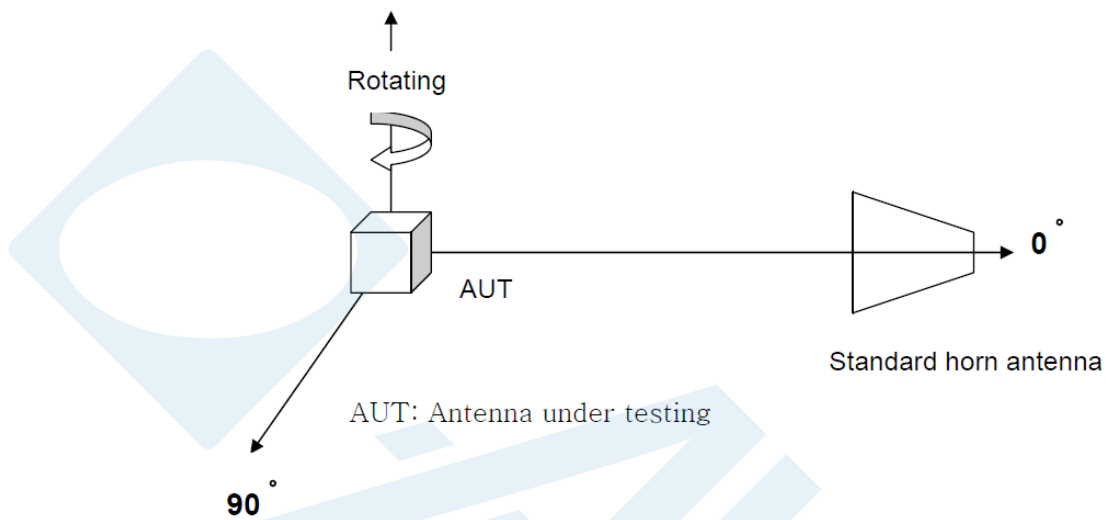 Rotating
0 °
AUT
Standard horn antenna
AUT: Antenna under testing
90 °